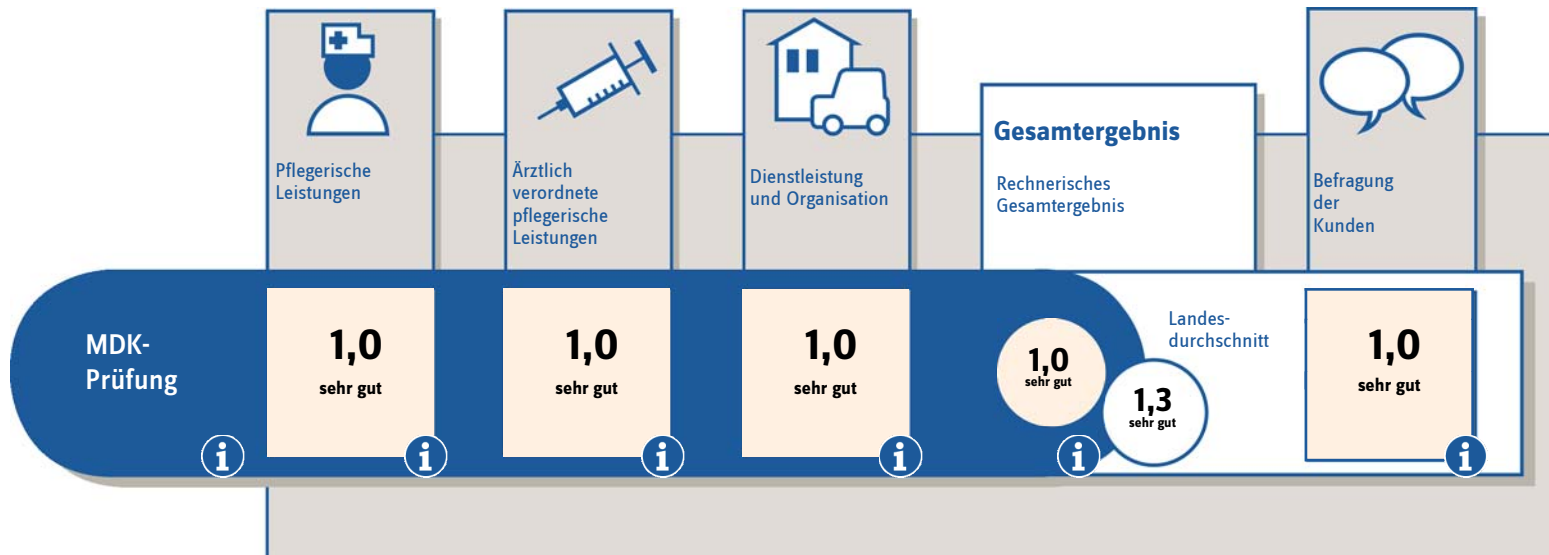 Pflegerische
Leistungen
Ärztlich
verordnete
pflegerische
Leistungen
Dienstleistung
und Organisation
Gesamtergebnis
Rechnerisches
Gesamtergebnis
Befragung
der
Kunden
MDK-
Prüfung
1,0
sehr gut
1,0
sehr gut
1,0
sehr gut
1,0
sehr gut
Landes-
durchschnitt
1,3
sehr gut
1,0
sehr gut
i
i
i
i
i
i